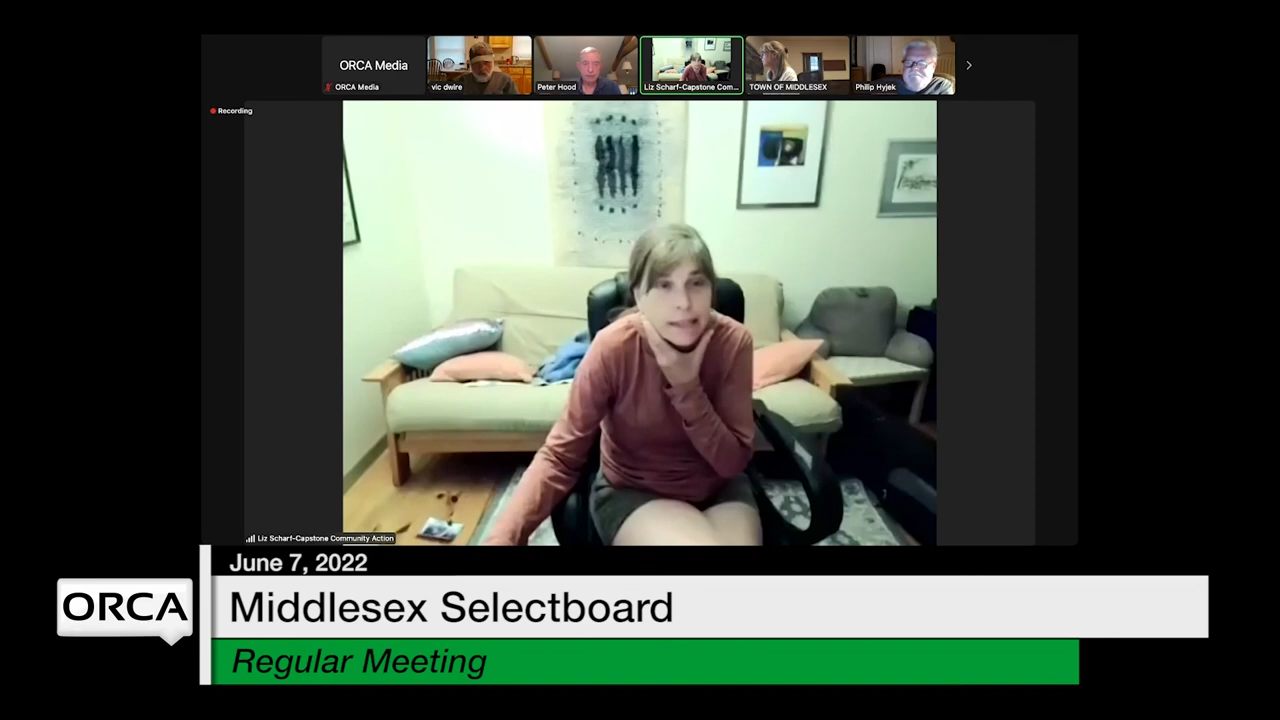 ORCA Media
ORCA Media
vic dwire
Peter Hood
Liz Scharf-Capstone Com...
TOWN OF MIDDLESEX
Philip Hyjek
Recording
Liz Scharf-Capstone Community Action
June 7, 2022
ORCA
Middlesex Selectboard
Regular Meeting